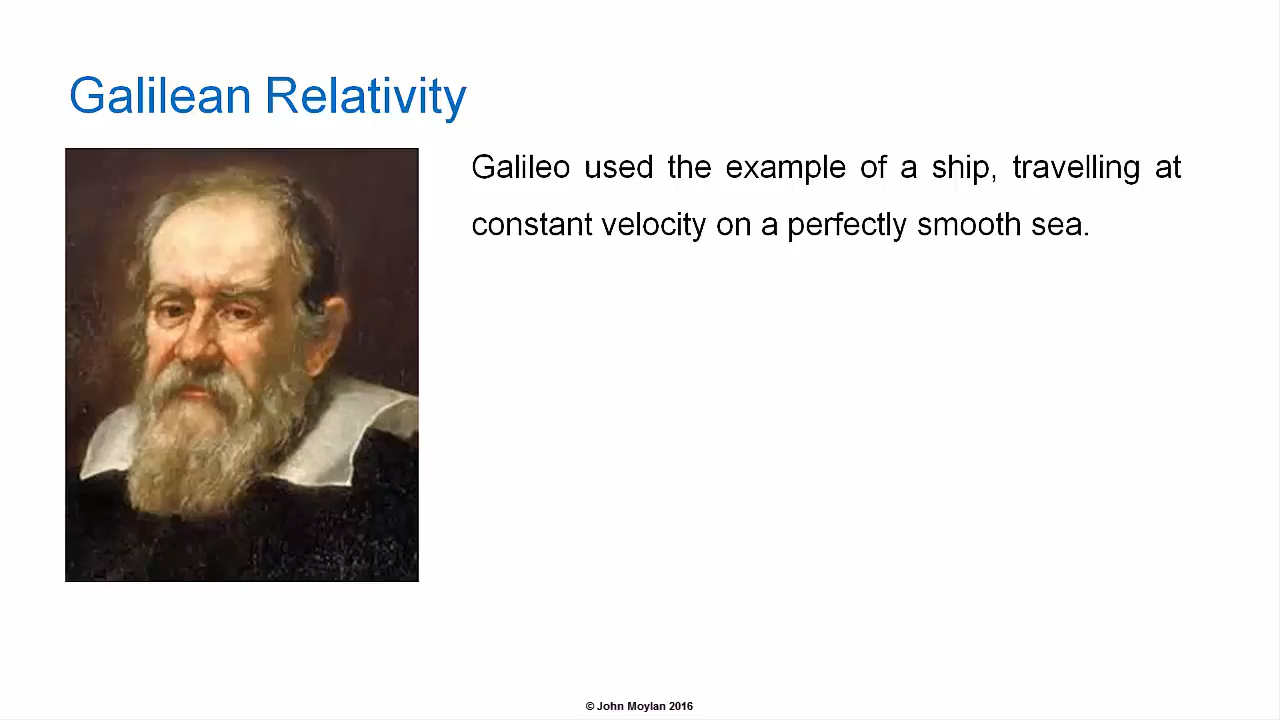 Galilean Relativity
Galileo used the example of a ship, travelling at
constant velocity on a perfectly smooth sea.
© John Moylan 2016